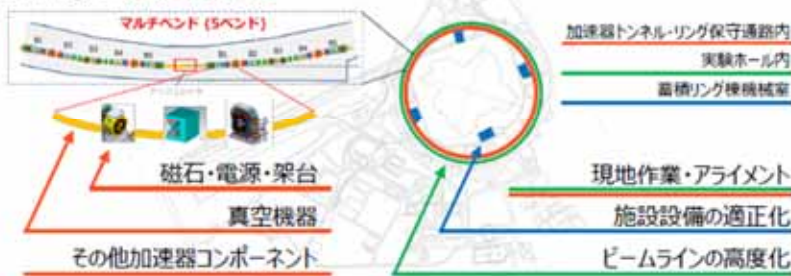 マルチベンド (5ベンド)
加速器トンネル・リング保守通路内
実験ホール内
蓄積リング棟機械室
磁石・電源・架台
真空機器
その他加速器コンポーネント
現地作業・アライメント
施設設備の適正化
ビームラインの高度化